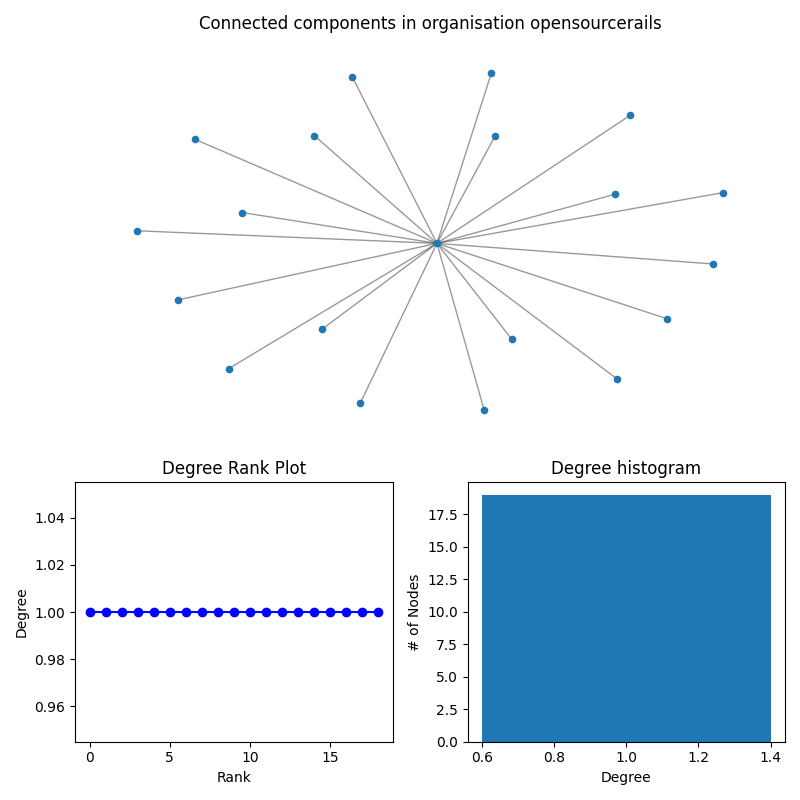 Connected components in organisation opensourcerails
Degree Rank Plot
Degree
1.04
1.02
1.00
0.98
0.96
0 5 10 15
Rank
Degree histogram
# of Nodes
17.5
15.0
12.5
10.0
7.5
5.0
2.5
0.0
0.6 0.8 1.0 1.2 1.4
Degree